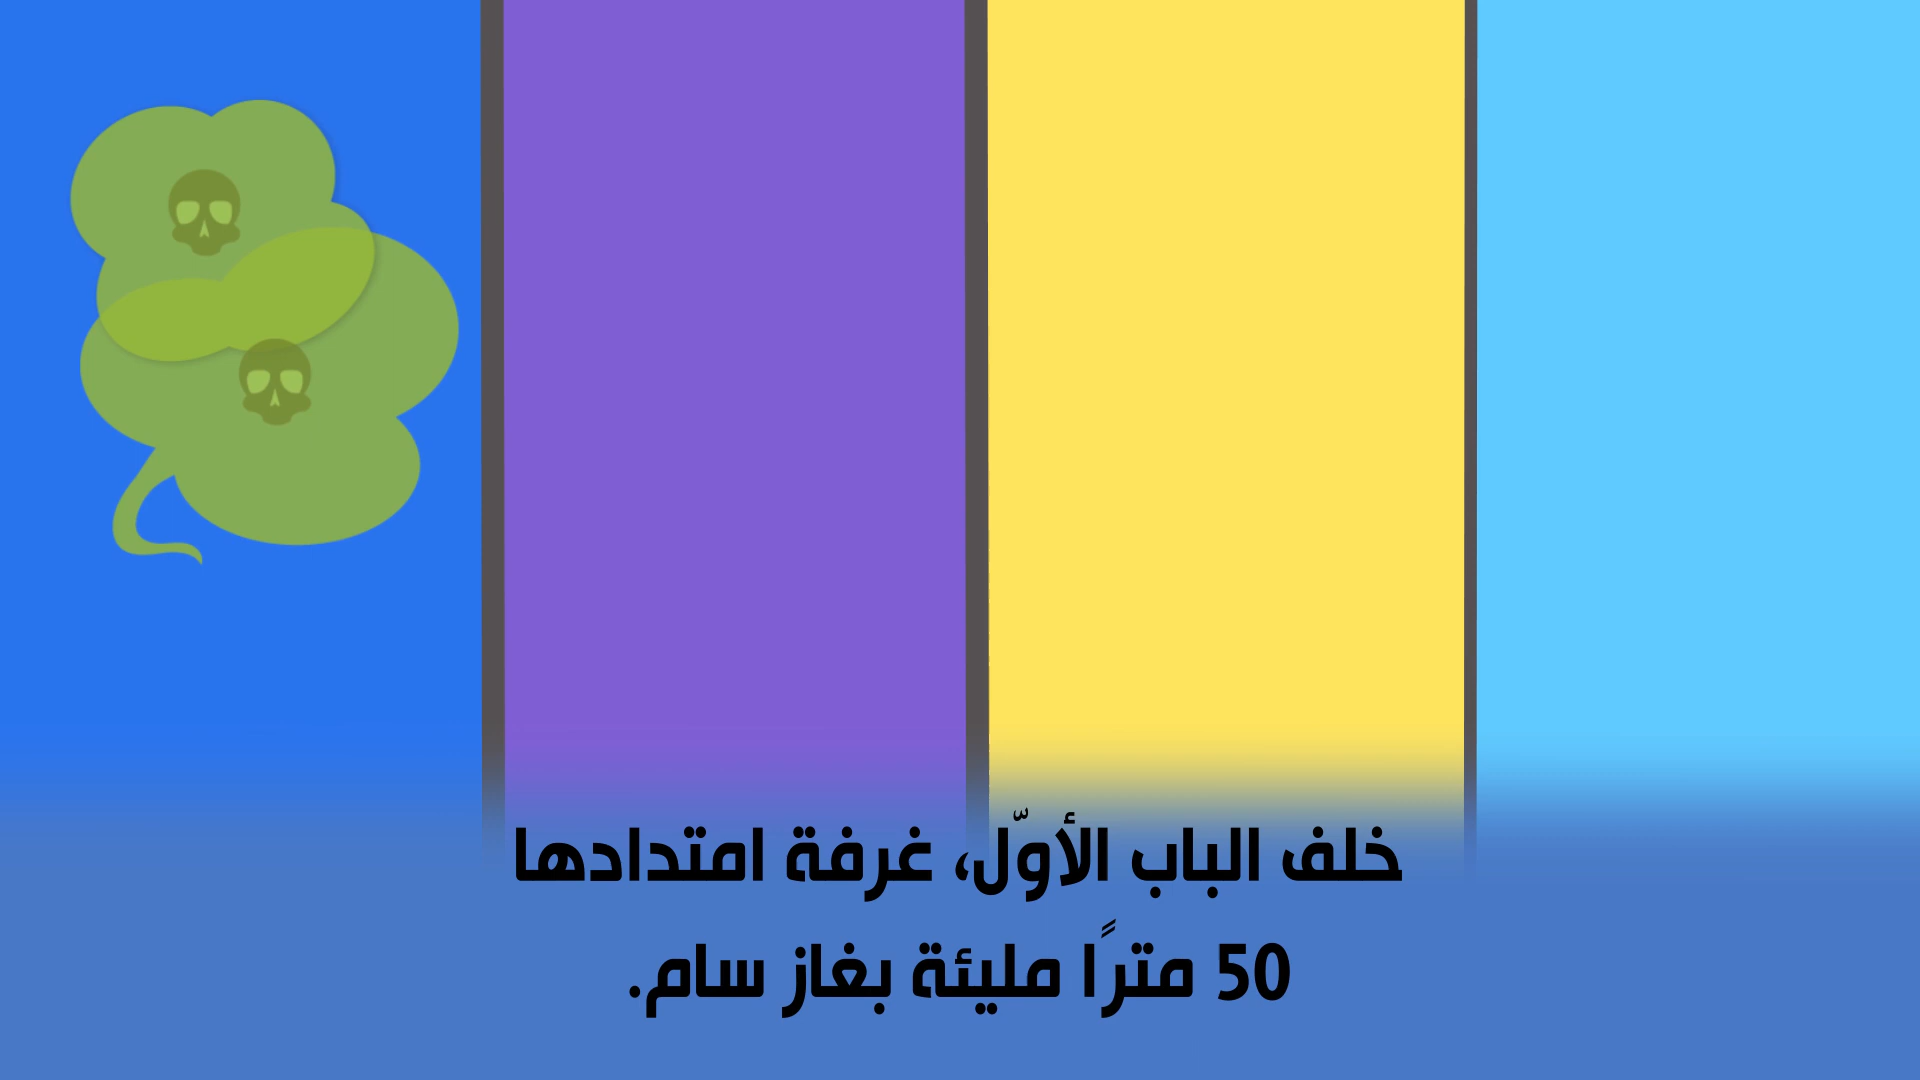 خلف الباب الأوّل، غرفة امتدادها
50 مترًا مليئة بغاز سام.